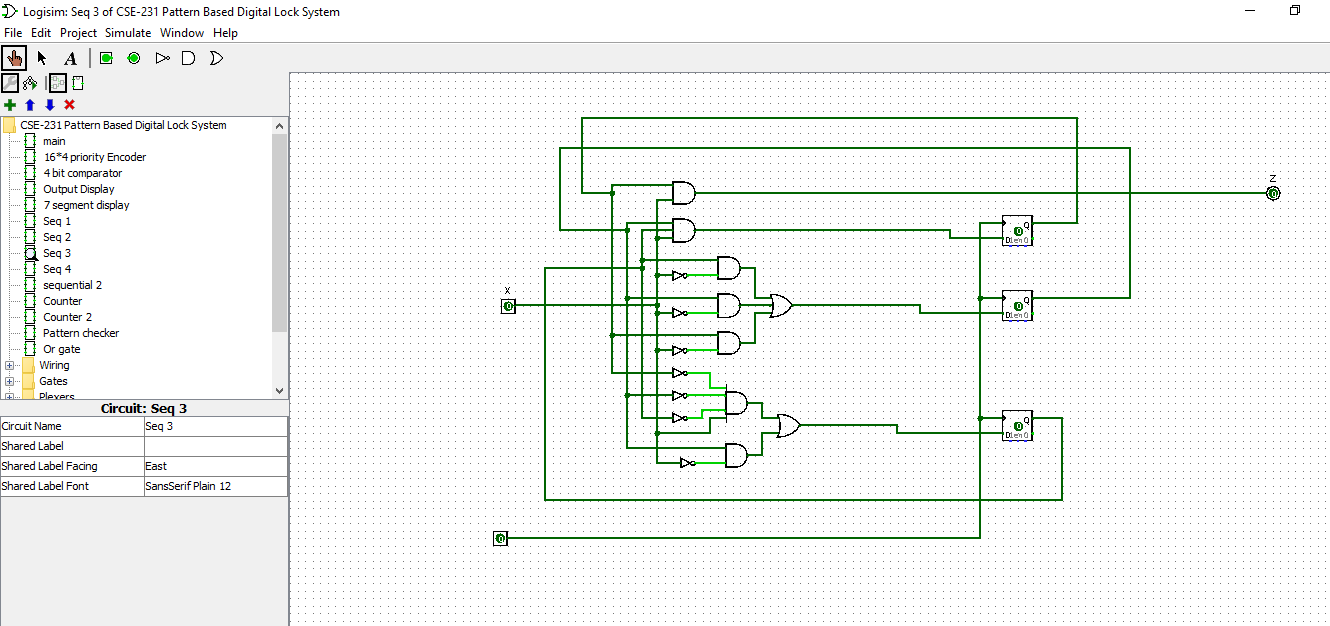 Logisim: Seq 3 of CSE-231 Pattern Based Digital Lock System
File Edit Project Simulate Window Help
A
CSE-231 Pattern Based Digital Lock System
main
16*4 priority Encoder
4 bit comparator
Output Display
7 segment display
Seq 1
Seq 2
Seq 3
Seq 4
sequential 2
Counter
Counter 2
Pattern checker
Or gate
Wiring
Gates
Plexers
Circuit: Seq 3
Circuit Name Seq 3
Shared Label
Shared Label Facing East
Shared Label Font SansSerif Plain 12
Z
0
Q
0
D en 0
X
0
Q
0
D en 0
Q
0
D en 0
0